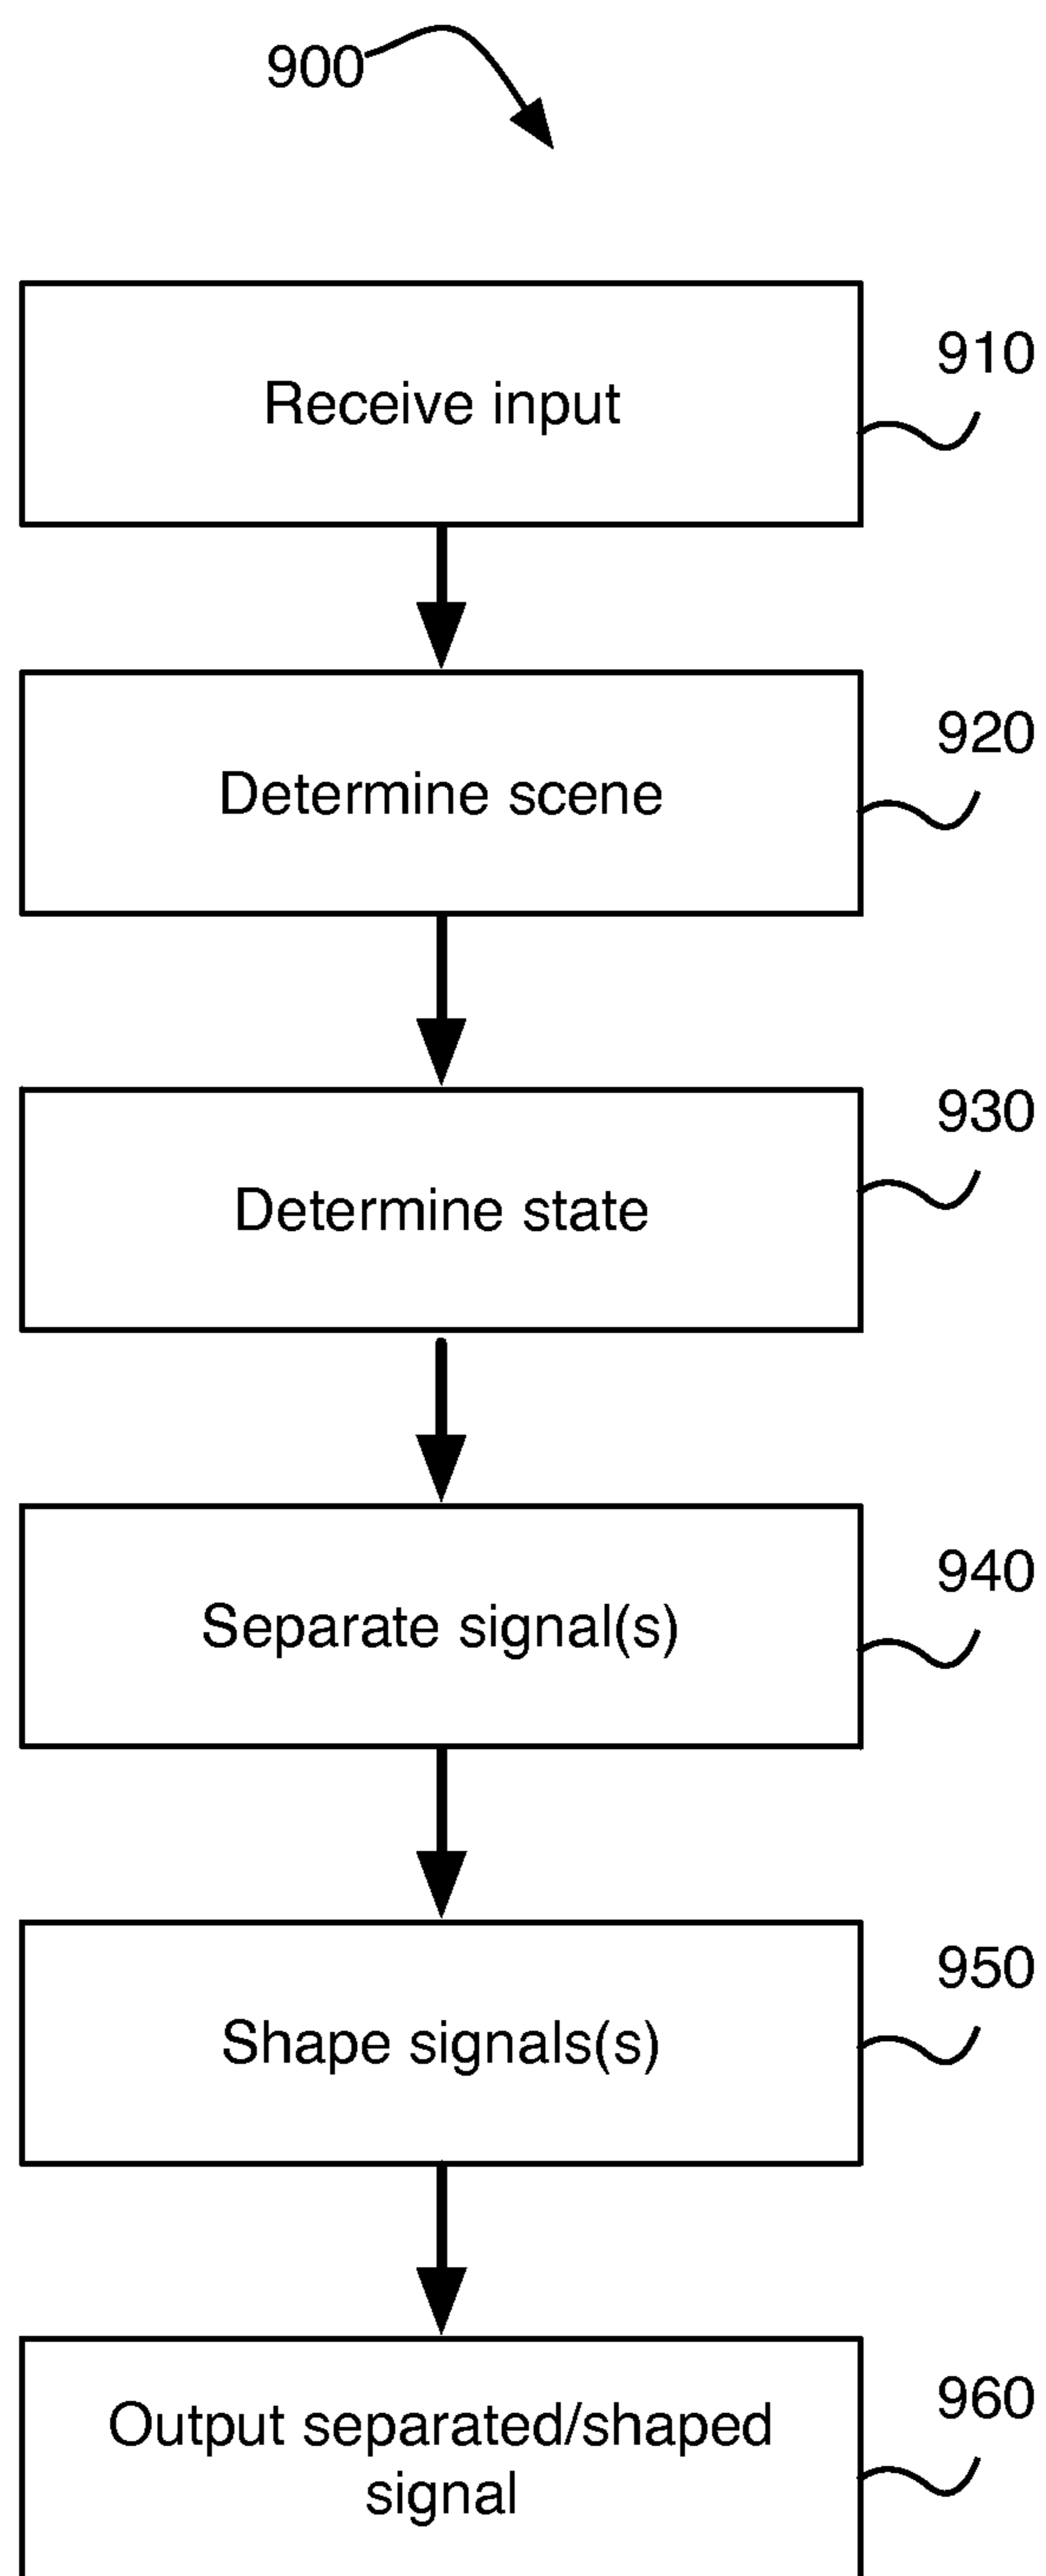 900
910
Receive input
920
Determine scene
930
Determine state
940
Separate signal(s)
950
Shape signals(s)
960
Output separated/shaped
signal